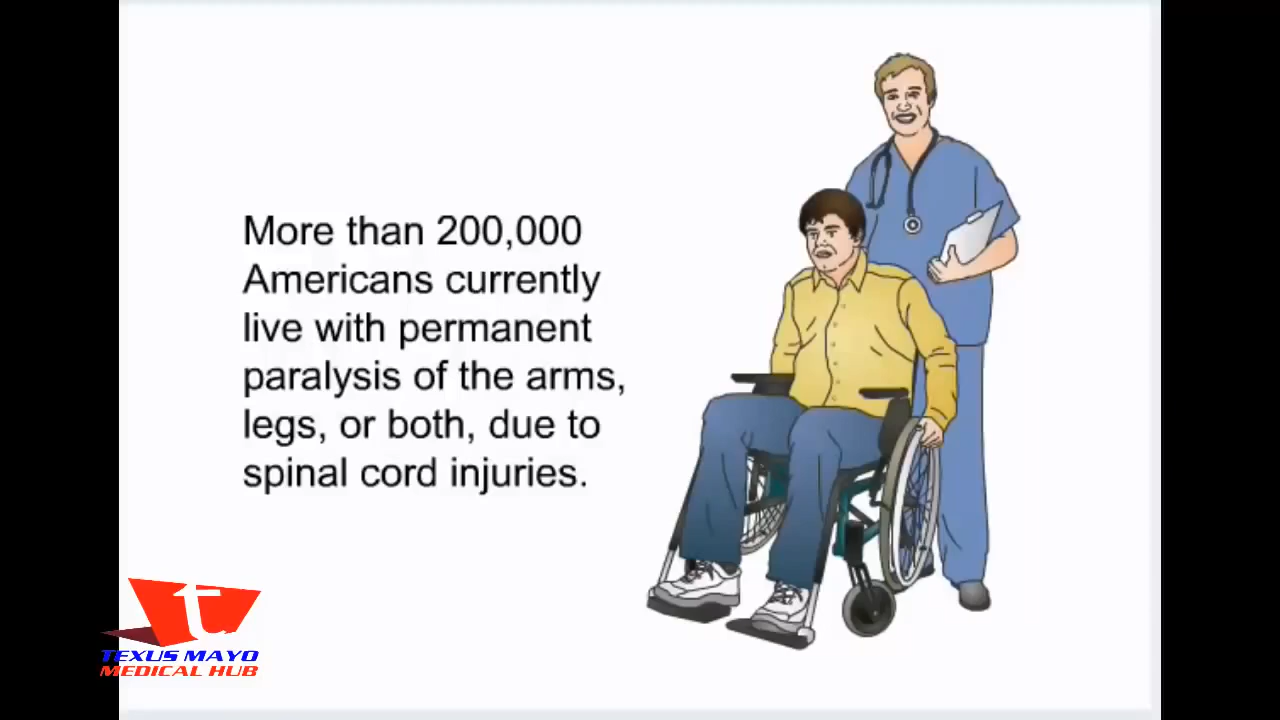 More than 200,000
Americans currently
live with permanent
paralysis of the arms,
legs, or both, due to
spinal cord injuries.
t
TEXUS MAYO
MEDICAL HUB